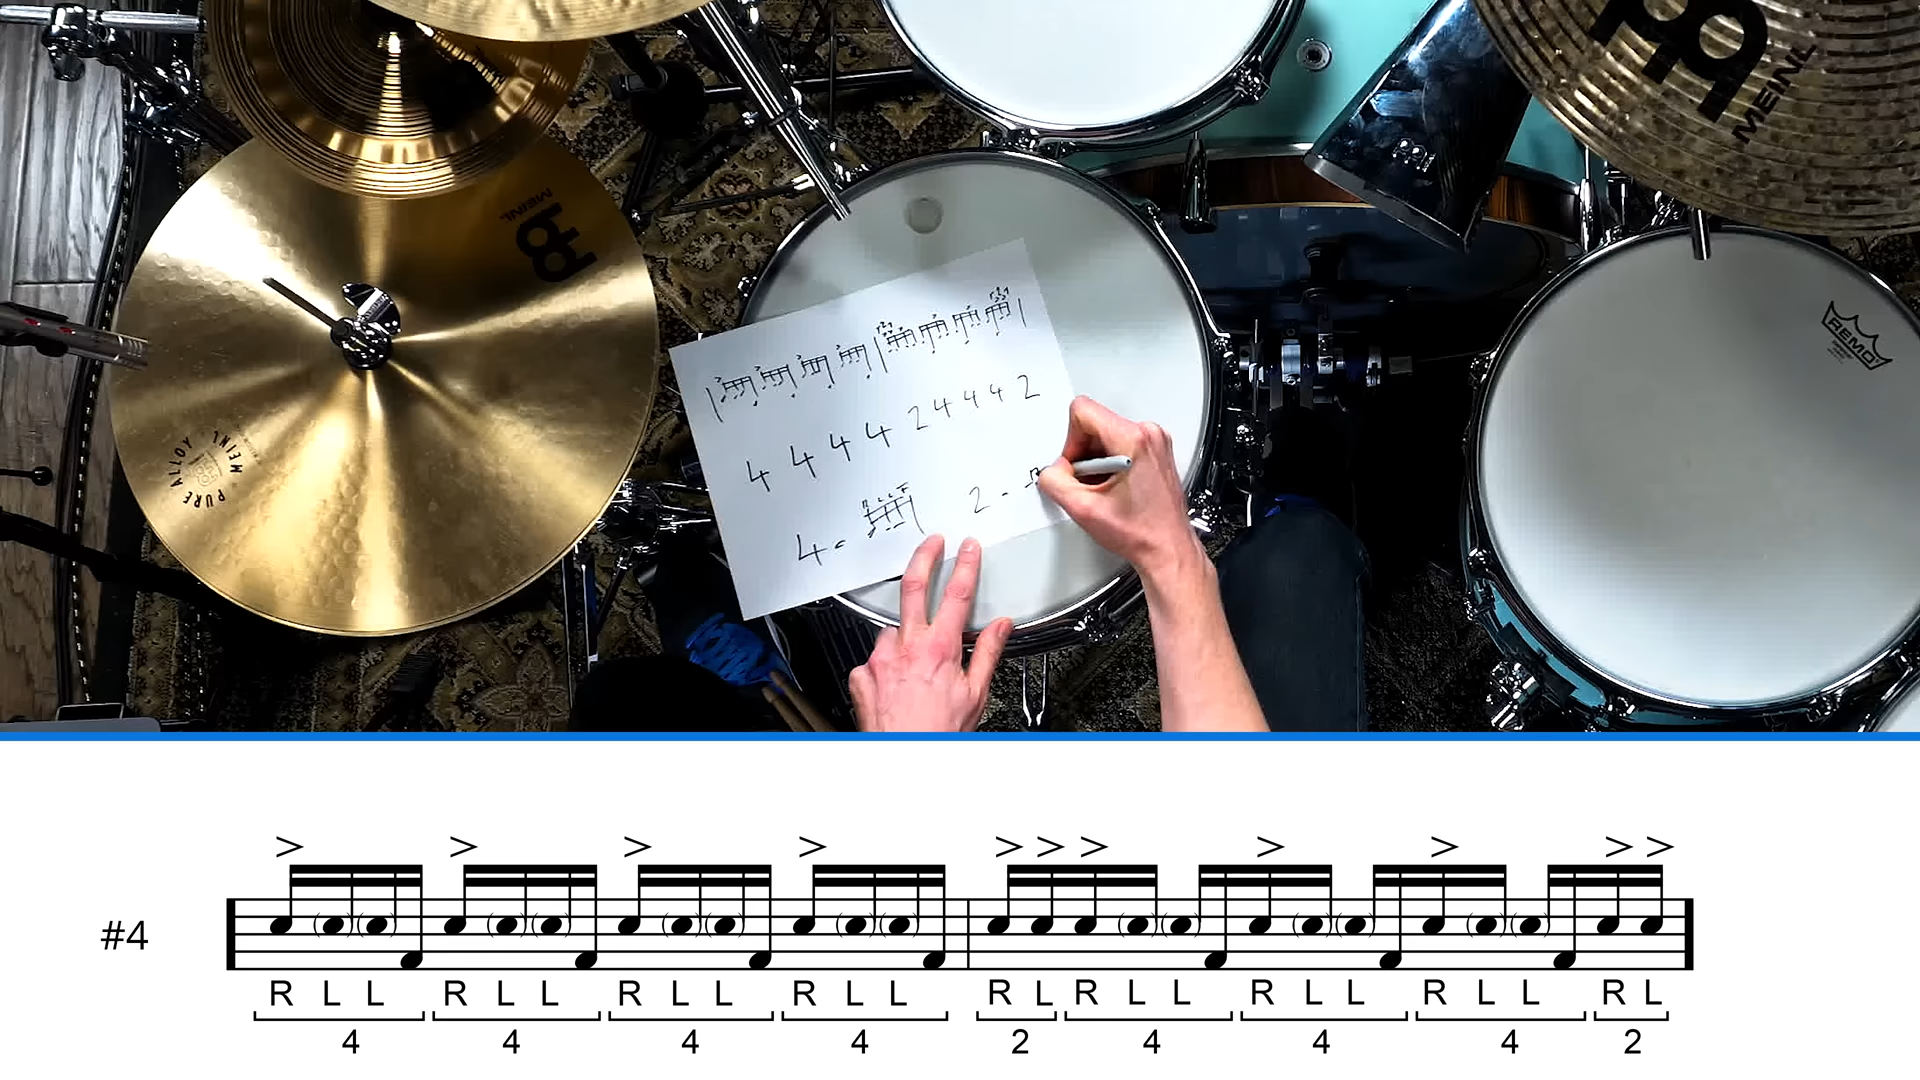 MEINL
MEINL
MEINL
PURE ALLOY
REMO
4 4 4 4 2 4 4 4 2
R L L F
4 =
2 =
> > > > > > > > > > >
#4
R L L R L L R L L R L L R L R L L R L L R L L R L
4 4 4 4 2 4 4 4 2